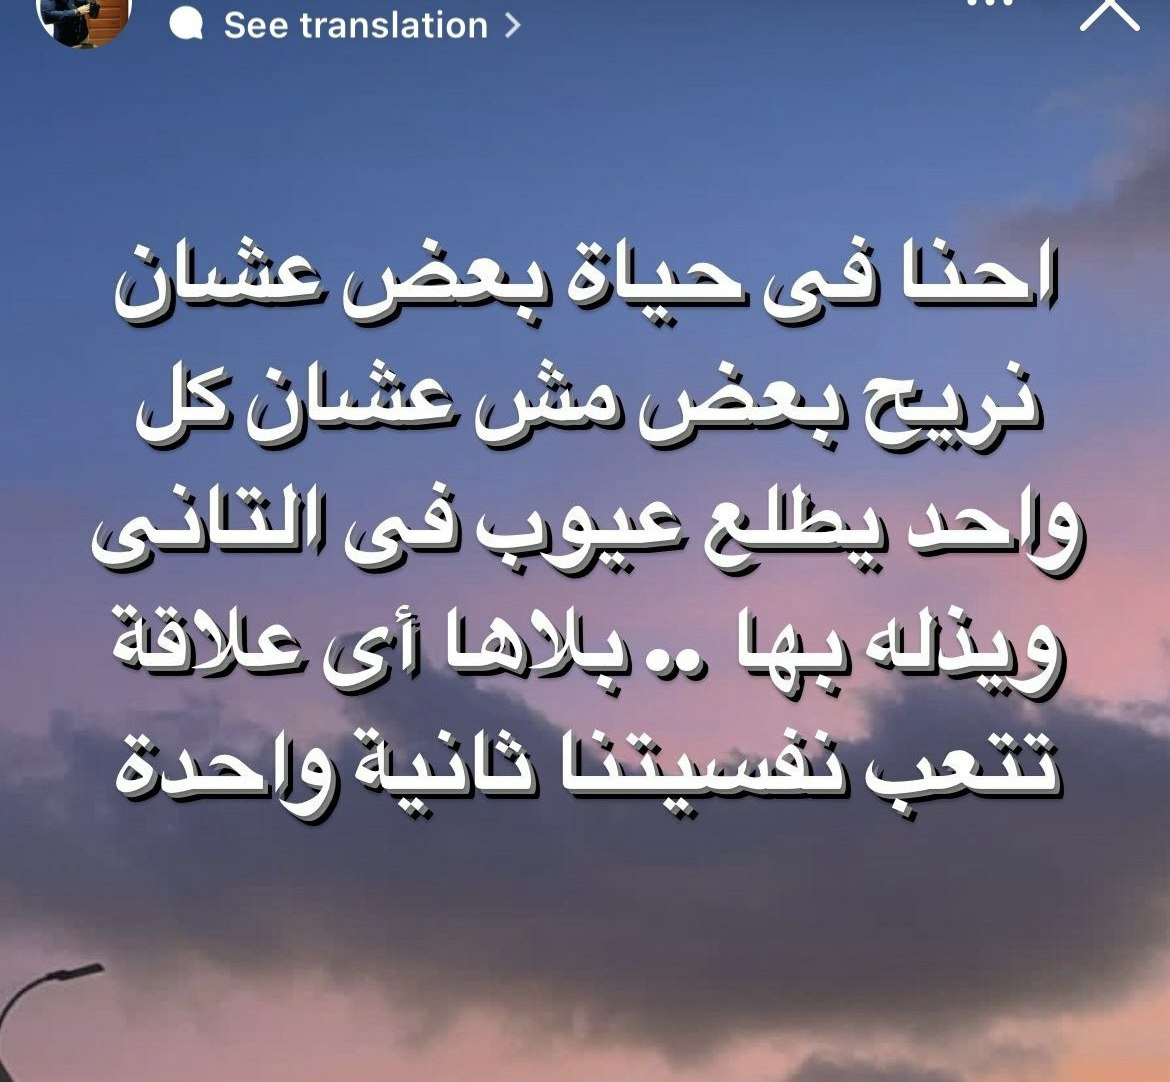 See translation >
احنا فى حياة بعض عشان
نريح بعض مش عشان كل
واحد يطلع عيوب فى التانى
ويذله بها .. بلاها أى علاقة
تتعب نفسيتنا ثانية واحدة